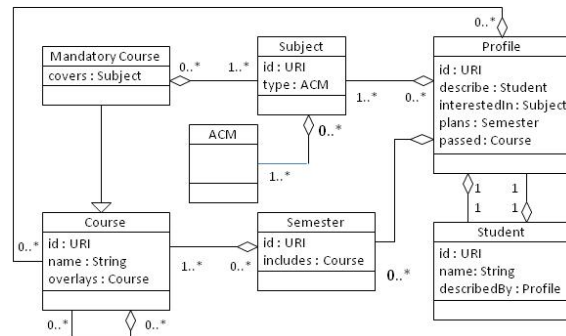 0..*
Mandatory Course
covers : Subject
0..*
1..*
Subject
id : URI
type : ACM
1..*
0..*
Profile
id : URI
describe : Student
interestedIn : Subject
plans : Semester
passed : Course
ACM
0..*
1..*
1
1
1
1
Course
id : URI
name : String
overlays : Course
0..*
1..*
0..*
Semester
id : URI
includes : Course
0..*
Student
id : URI
name: String
describedBy : Profile
0..*
0..*